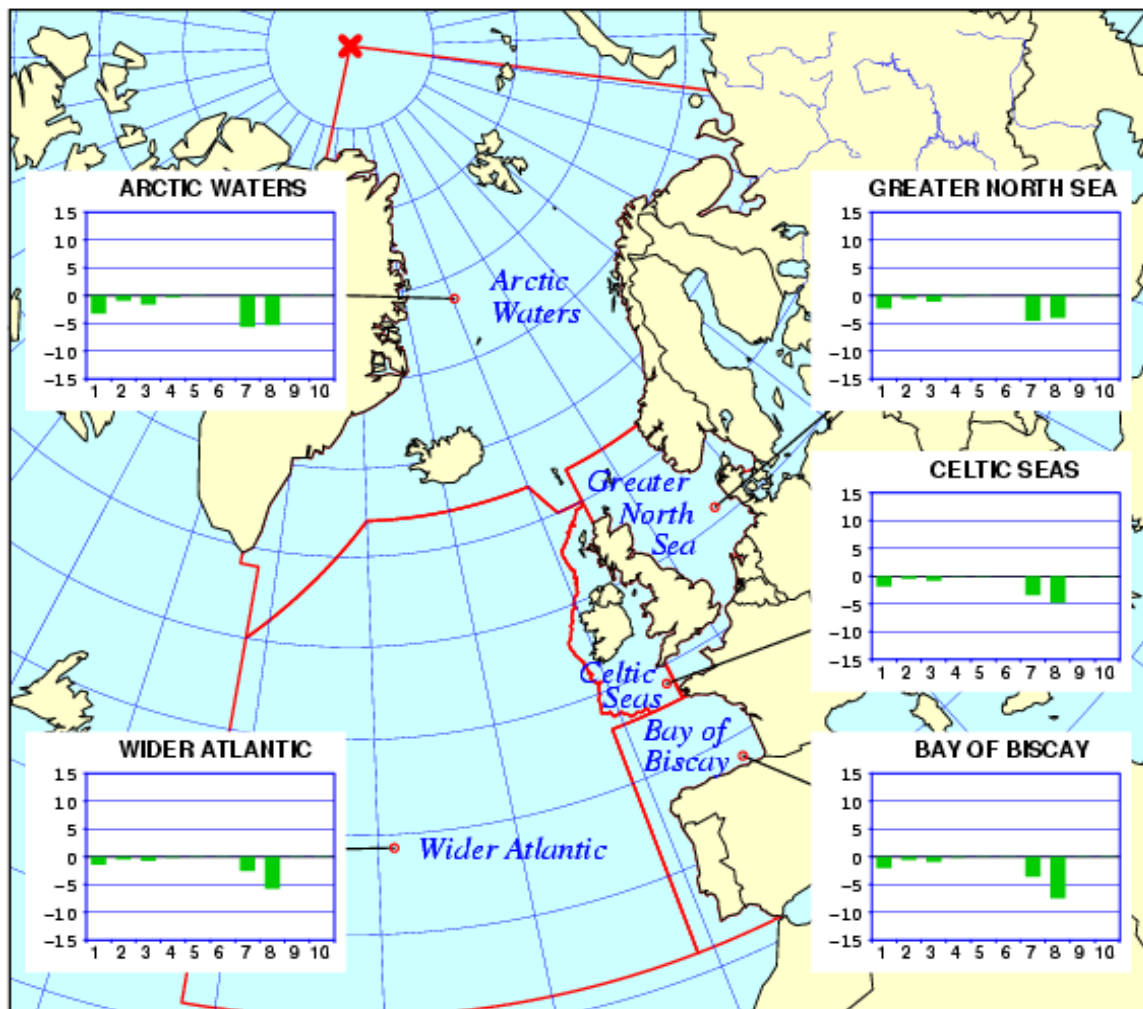 ARCTIC WATERS
15
10
5
0
−5
−10
−15
1 2 3 4 5 6 7 8 9 10
GREATER NORTH SEA
15
10
5
0
−5
−10
−15
1 2 3 4 5 6 7 8 9 10
Arctic
Waters
Greater
North
Sea
CELTIC SEAS
15
10
5
0
−5
−10
−15
1 2 3 4 5 6 7 8 9 10
Celtic
Seas
Bay of
Biscay
WIDER ATLANTIC
15
10
5
0
−5
−10
−15
1 2 3 4 5 6 7 8 9 10
Wider Atlantic
BAY OF BISCAY
15
10
5
0
−5
−10
−15
1 2 3 4 5 6 7 8 9 10